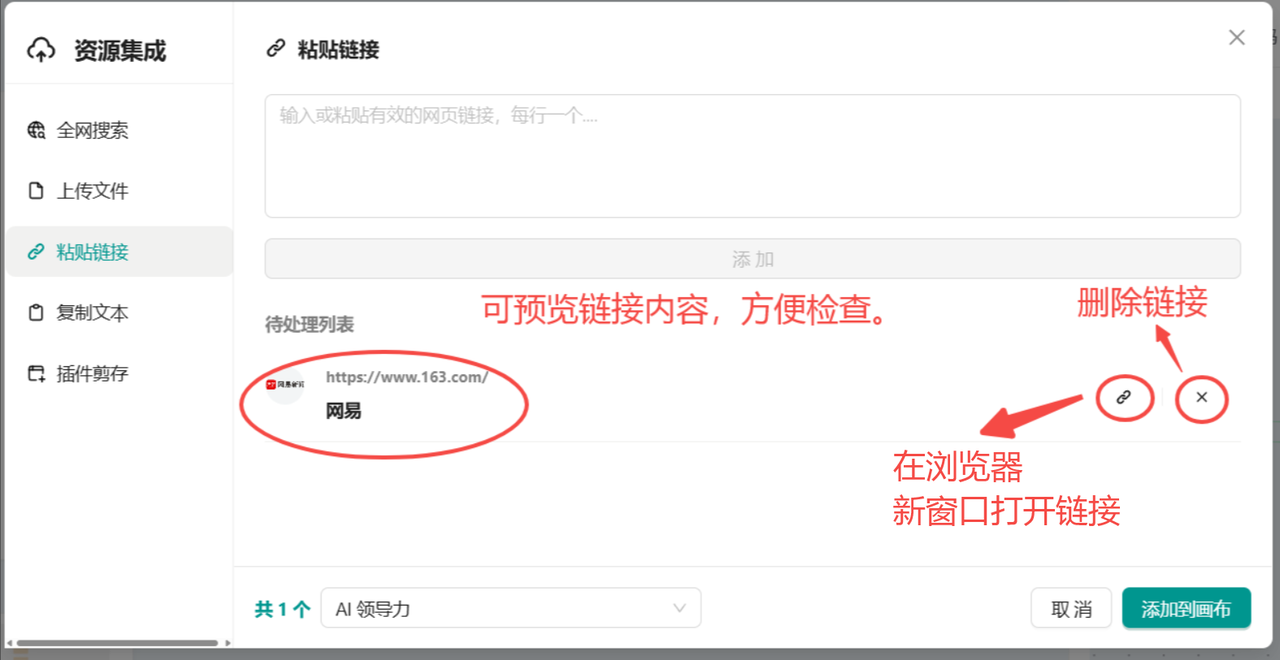 资源集成
全网搜索
上传文件
粘贴链接
复制文本
插件剪存
粘贴链接
输入或粘贴有效的网页链接，每行一个....
添 加
可预览链接内容，方便检查。
删除链接
待处理列表
网易新闻
https://www.163.com/
网易
在浏览器
新窗口打开链接
共 1 个
AI 领导力
取 消
添加到画布